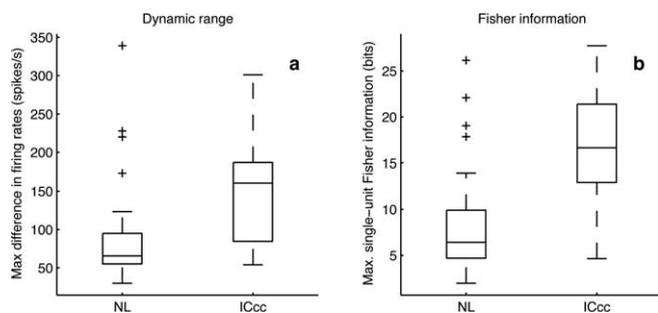 Dynamic range
a
Max difference in firing rates (spikes/s)
350
300
250
200
150
100
50
NL
ICcc
Fisher information
b
Max. single-unit Fisher information (bits)
25
20
15
10
5
NL
ICcc